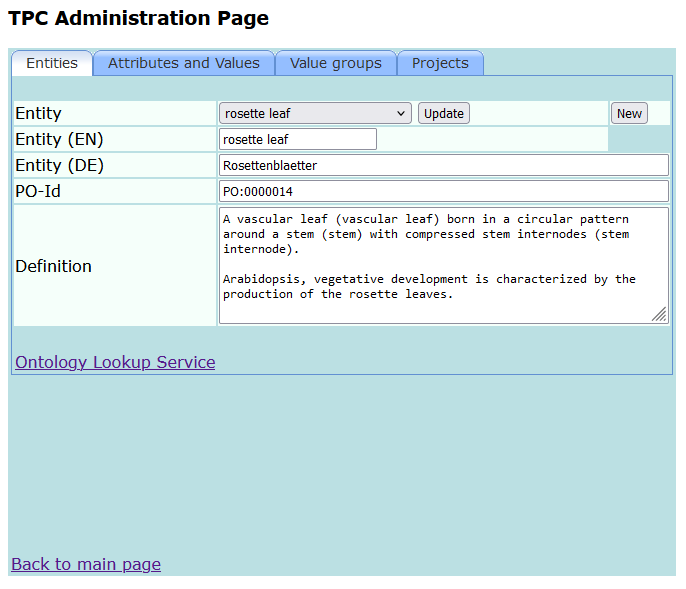 TPC Administration Page
Entities Attributes and Values Value groups Projects
Entity rosette leaf Update New
Entity (EN) rosette leaf
Entity (DE) Rosettenblaetter
PO-Id PO:0000014
Definition
A vascular leaf (vascular leaf) born in a circular pattern
around a stem (stem) with compressed stem internodes (stem
internode).
Arabidopsis, vegetative development is characterized by the
production of the rosette leaves.
Ontology Lookup Service
Back to main page